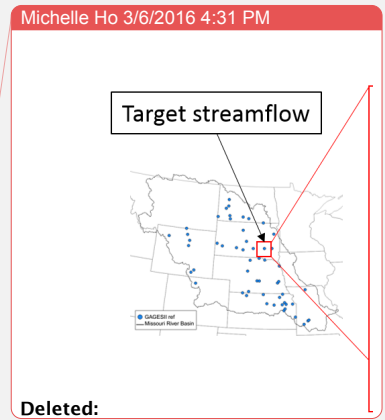 Michelle Ho 3/6/2016 4:31 PM
Target streamflow
GAGESII ref
Missouri River Basin
Deleted: